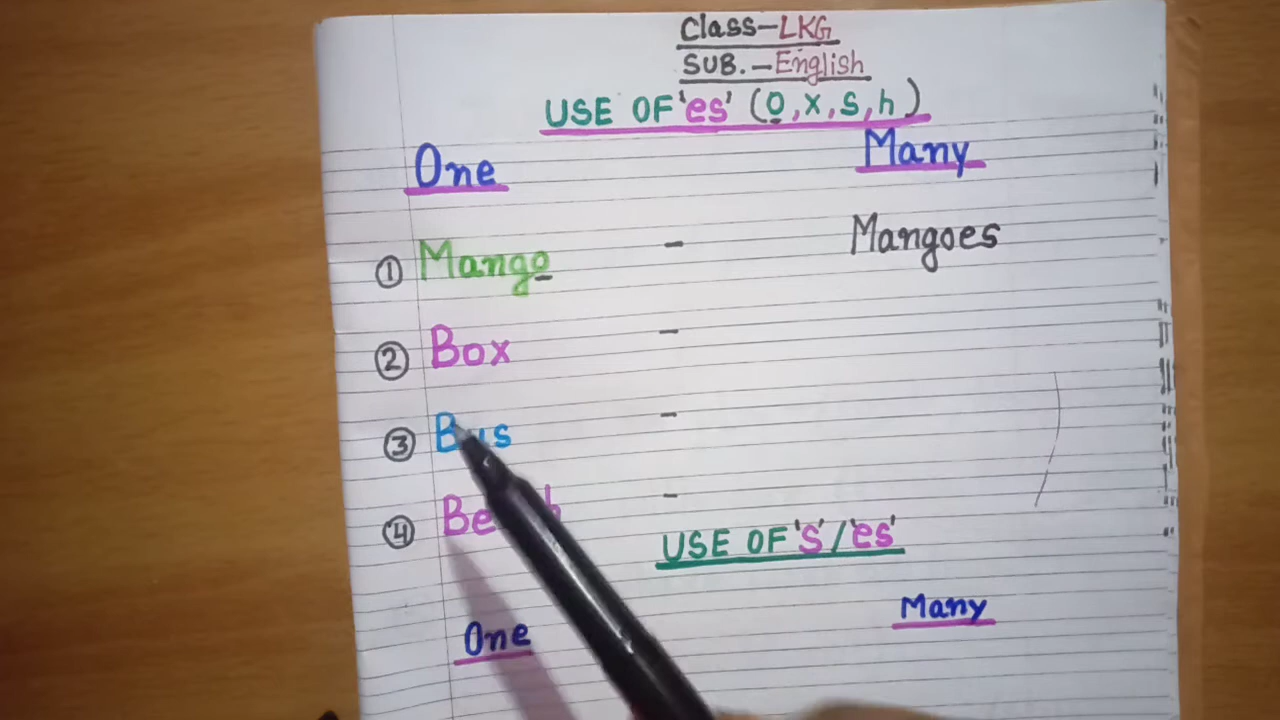 Class-LKG
SUB.-English
USE OF 'es' (o, x, s, h)
One Many
① Mango - Mangoes
② Box -
③ Bus -
④ -
USE OF 's'/'es'
One Many